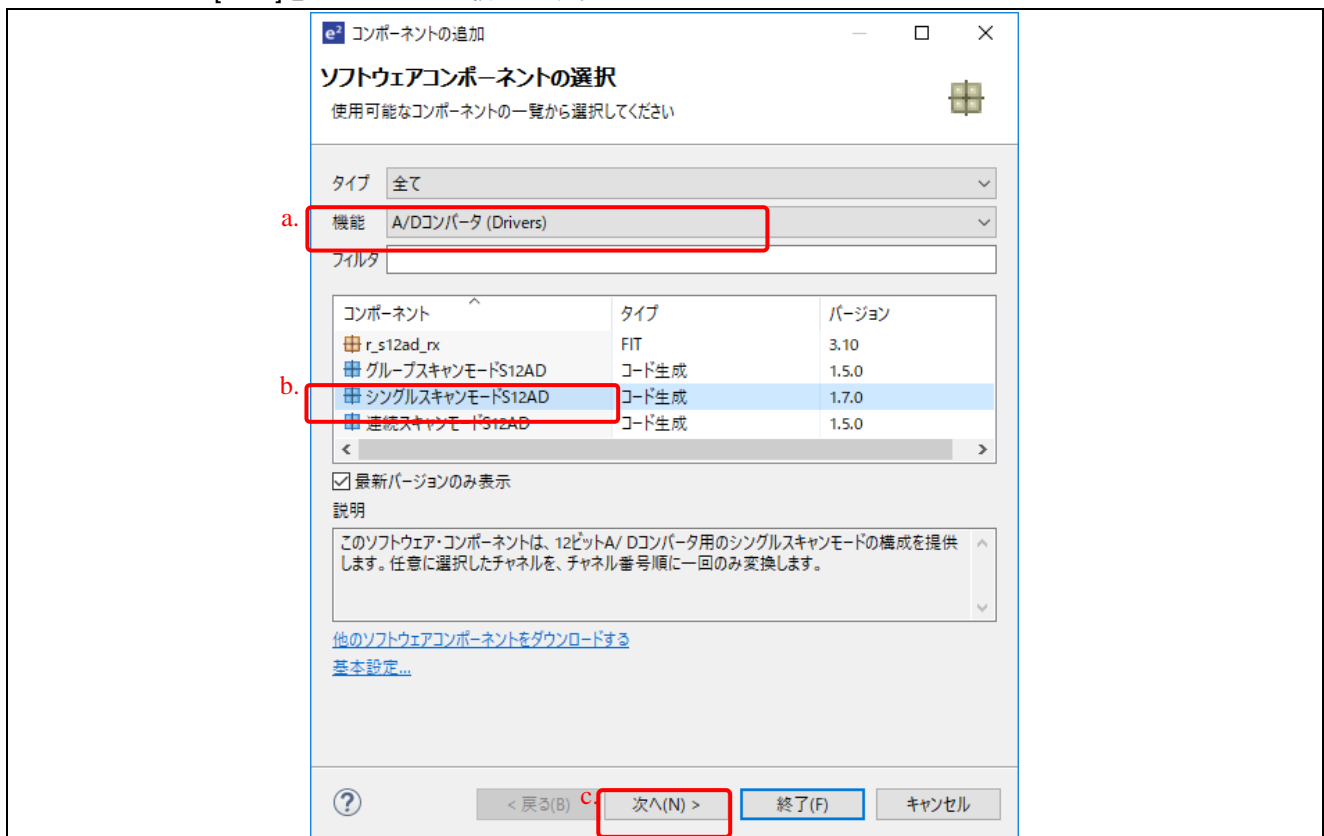 e² コンポーネントの追加
ソフトウェアコンポーネントの選択
使用可能なコンポーネントの一覧から選択してください
タイプ 全て
a. 機能 A/Dコンバータ (Drivers)
フィルタ
コンポーネント タイプ バージョン
r_s12ad_rx FIT 3.10
グループスキャンモードS12AD コード生成 1.5.0
b. シングルスキャンモードS12AD コード生成 1.7.0
連続スキャンモードS12AD コード生成 1.5.0
最新バージョンのみ表示
説明
このソフトウェア・コンポーネントは、12ビットA/ Dコンバータ用のシングルスキャンモードの構成を提供
します。任意に選択したチャネルを、チャネル番号順に一回のみ変換します。
他のソフトウェアコンポーネントをダウンロードする
基本設定...
? < 戻る(B) c. 次へ(N) > 終了(F) キャンセル